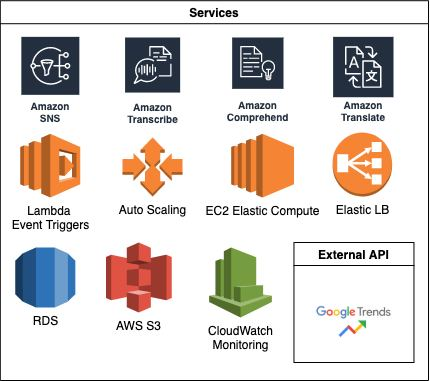 Services
Amazon
SNS
Amazon
Transcribe
Amazon
Comprehend
Amazon
Translate
A
文
Lambda
Event Triggers
Auto Scaling
EC2 Elastic Compute
Elastic LB
RDS
AWS S3
CloudWatch
Monitoring
External API
Google Trends